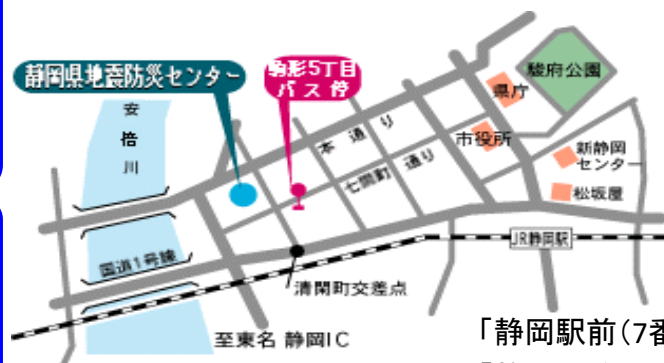 静岡県地震防災センター
駒形5丁目
バス停
駿府公園
県庁
安
倍
川
本通り
市役所
七間町通り
新静岡
センター
松坂屋
JR静岡駅
国道1号線
清閑町交差点
至東名 静岡IC
「静岡駅前(7番